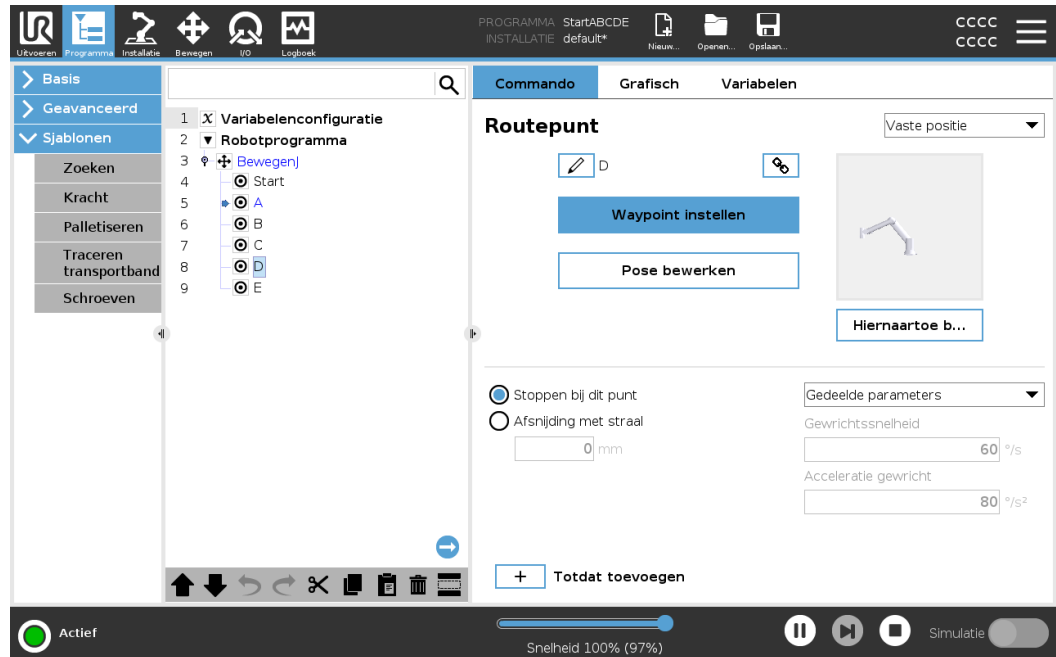 UR
PROGRAMMA StartABCDE
INSTALLATIE default*
CCCC
CCCC
Uitvoeren Programma Installatie Bewegen I/O Logboek
Nieuw... Openen... Opslaan...
Basis
Geavanceerd
Sjablonen
Zoeken
Kracht
Palletiseren
Traceren
transportband
Schroeven
1 X Variabelenconfiguratie
2 Robotprogramma
3 BewegenJ
4 Start
5 A
6 B
7 C
8 D
9 E
Commando Grafisch Variabelen
Routepunt
Vaste positie
D
Waypoint instellen
Pose bewerken
Hiernaartoe b...
Stoppen bij dit punt
Afsnijding met straal
0 mm
Gedeelde parameters
Gewrichtssnelheid
60 °/s
Acceleratie gewricht
80 °/s²
+ Totdat toevoegen
Actief
Snelheid 100% (97%)
Simulatie